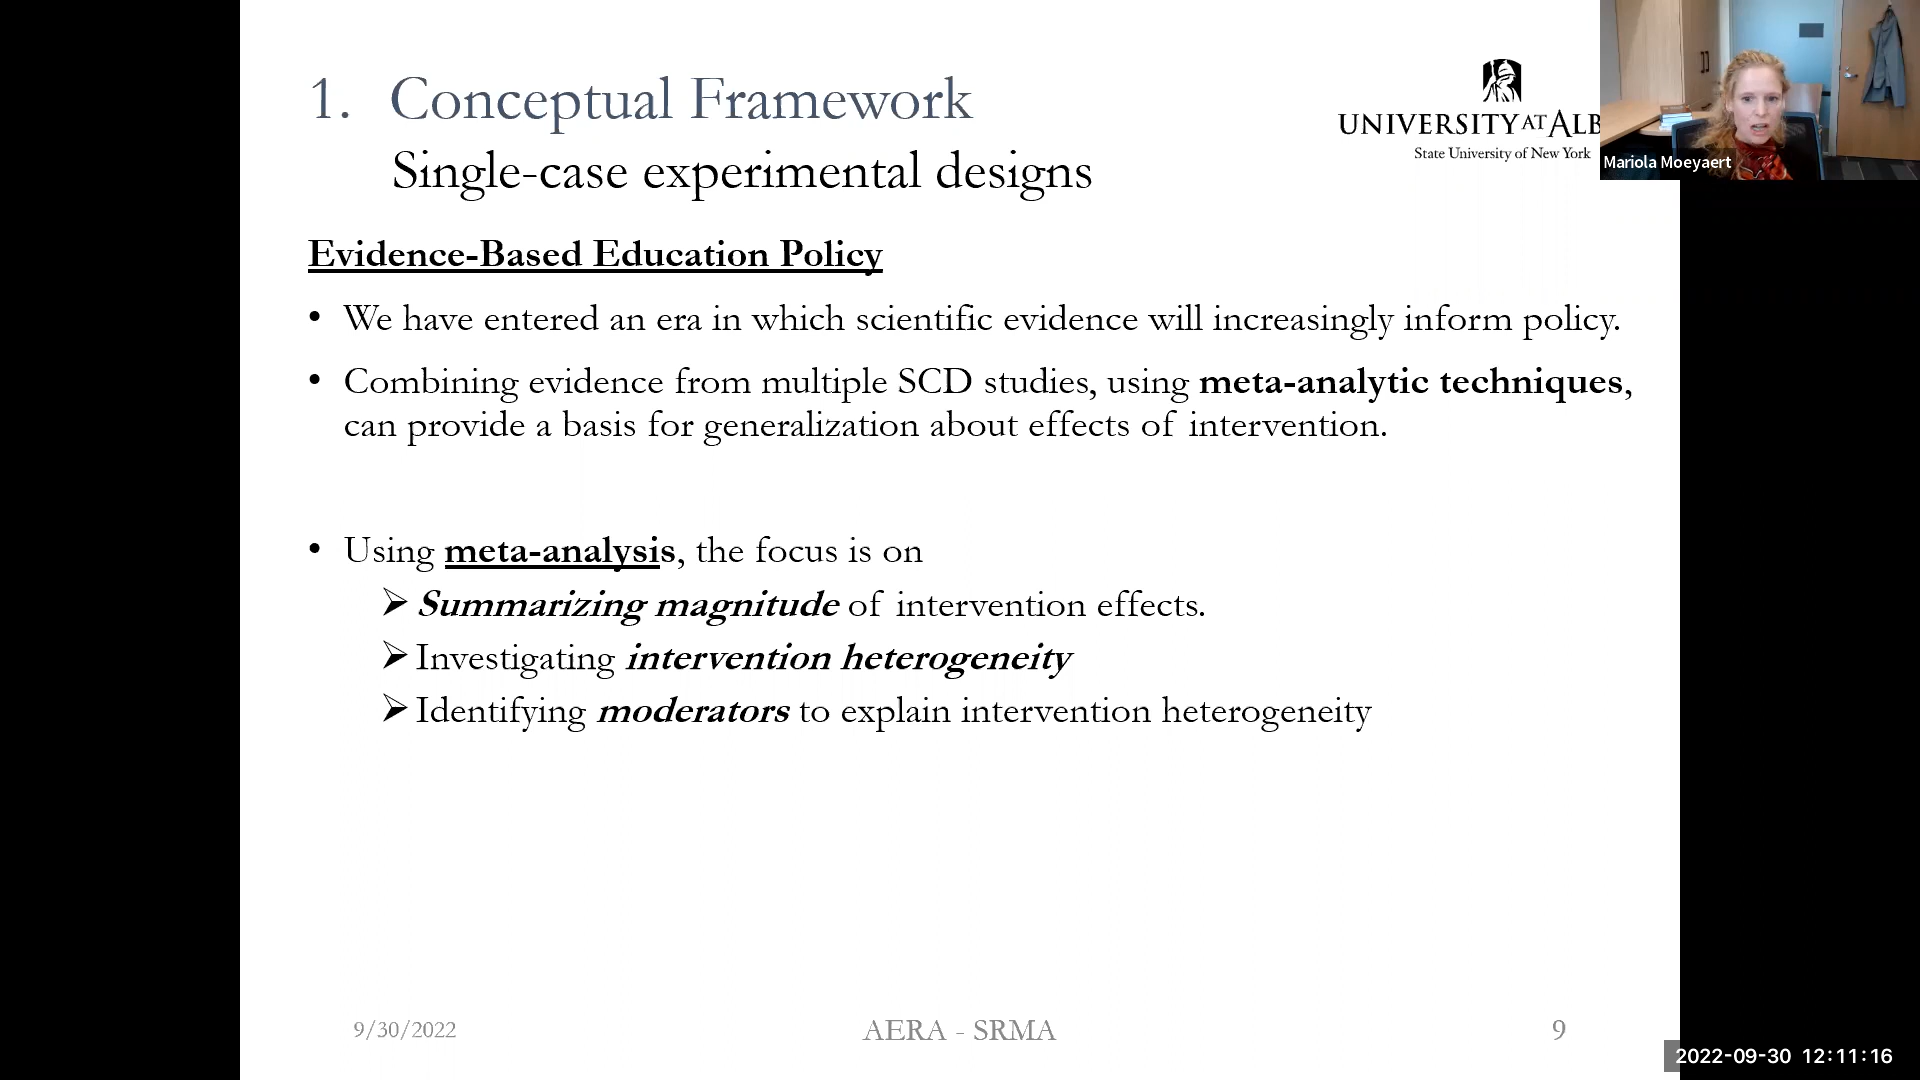 1. Conceptual Framework
Single-case experimental designs
UNIVERSITY AT ALB
State University of New York
Mariola Moeyaert
Evidence-Based Education Policy
• We have entered an era in which scientific evidence will increasingly inform policy.
• Combining evidence from multiple SCD studies, using meta-analytic techniques,
can provide a basis for generalization about effects of intervention.
• Using meta-analysis, the focus is on
➢ Summarizing magnitude of intervention effects.
➢ Investigating intervention heterogeneity
➢ Identifying moderators to explain intervention heterogeneity
9/30/2022
AERA - SRMA
9
2022-09-30 12:11:16